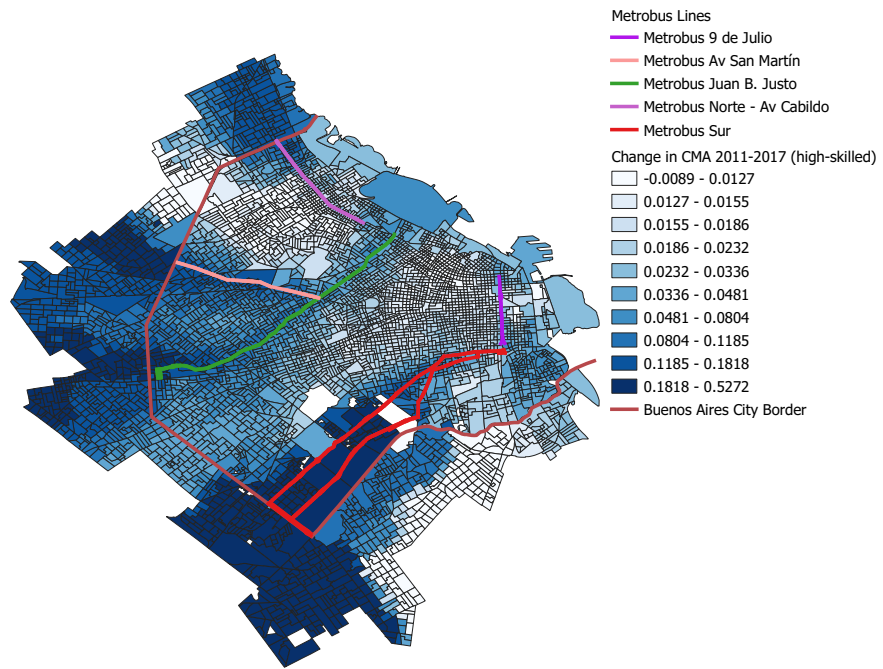 Metrobus Lines
Metrobus 9 de Julio
Metrobus Av San Martín
Metrobus Juan B. Justo
Metrobus Norte - Av Cabildo
Metrobus Sur
Change in CMA 2011-2017 (high-skilled)
-0.0089 - 0.0127
0.0127 - 0.0155
0.0155 - 0.0186
0.0186 - 0.0232
0.0232 - 0.0336
0.0336 - 0.0481
0.0481 - 0.0804
0.0804 - 0.1185
0.1185 - 0.1818
0.1818 - 0.5272
Buenos Aires City Border